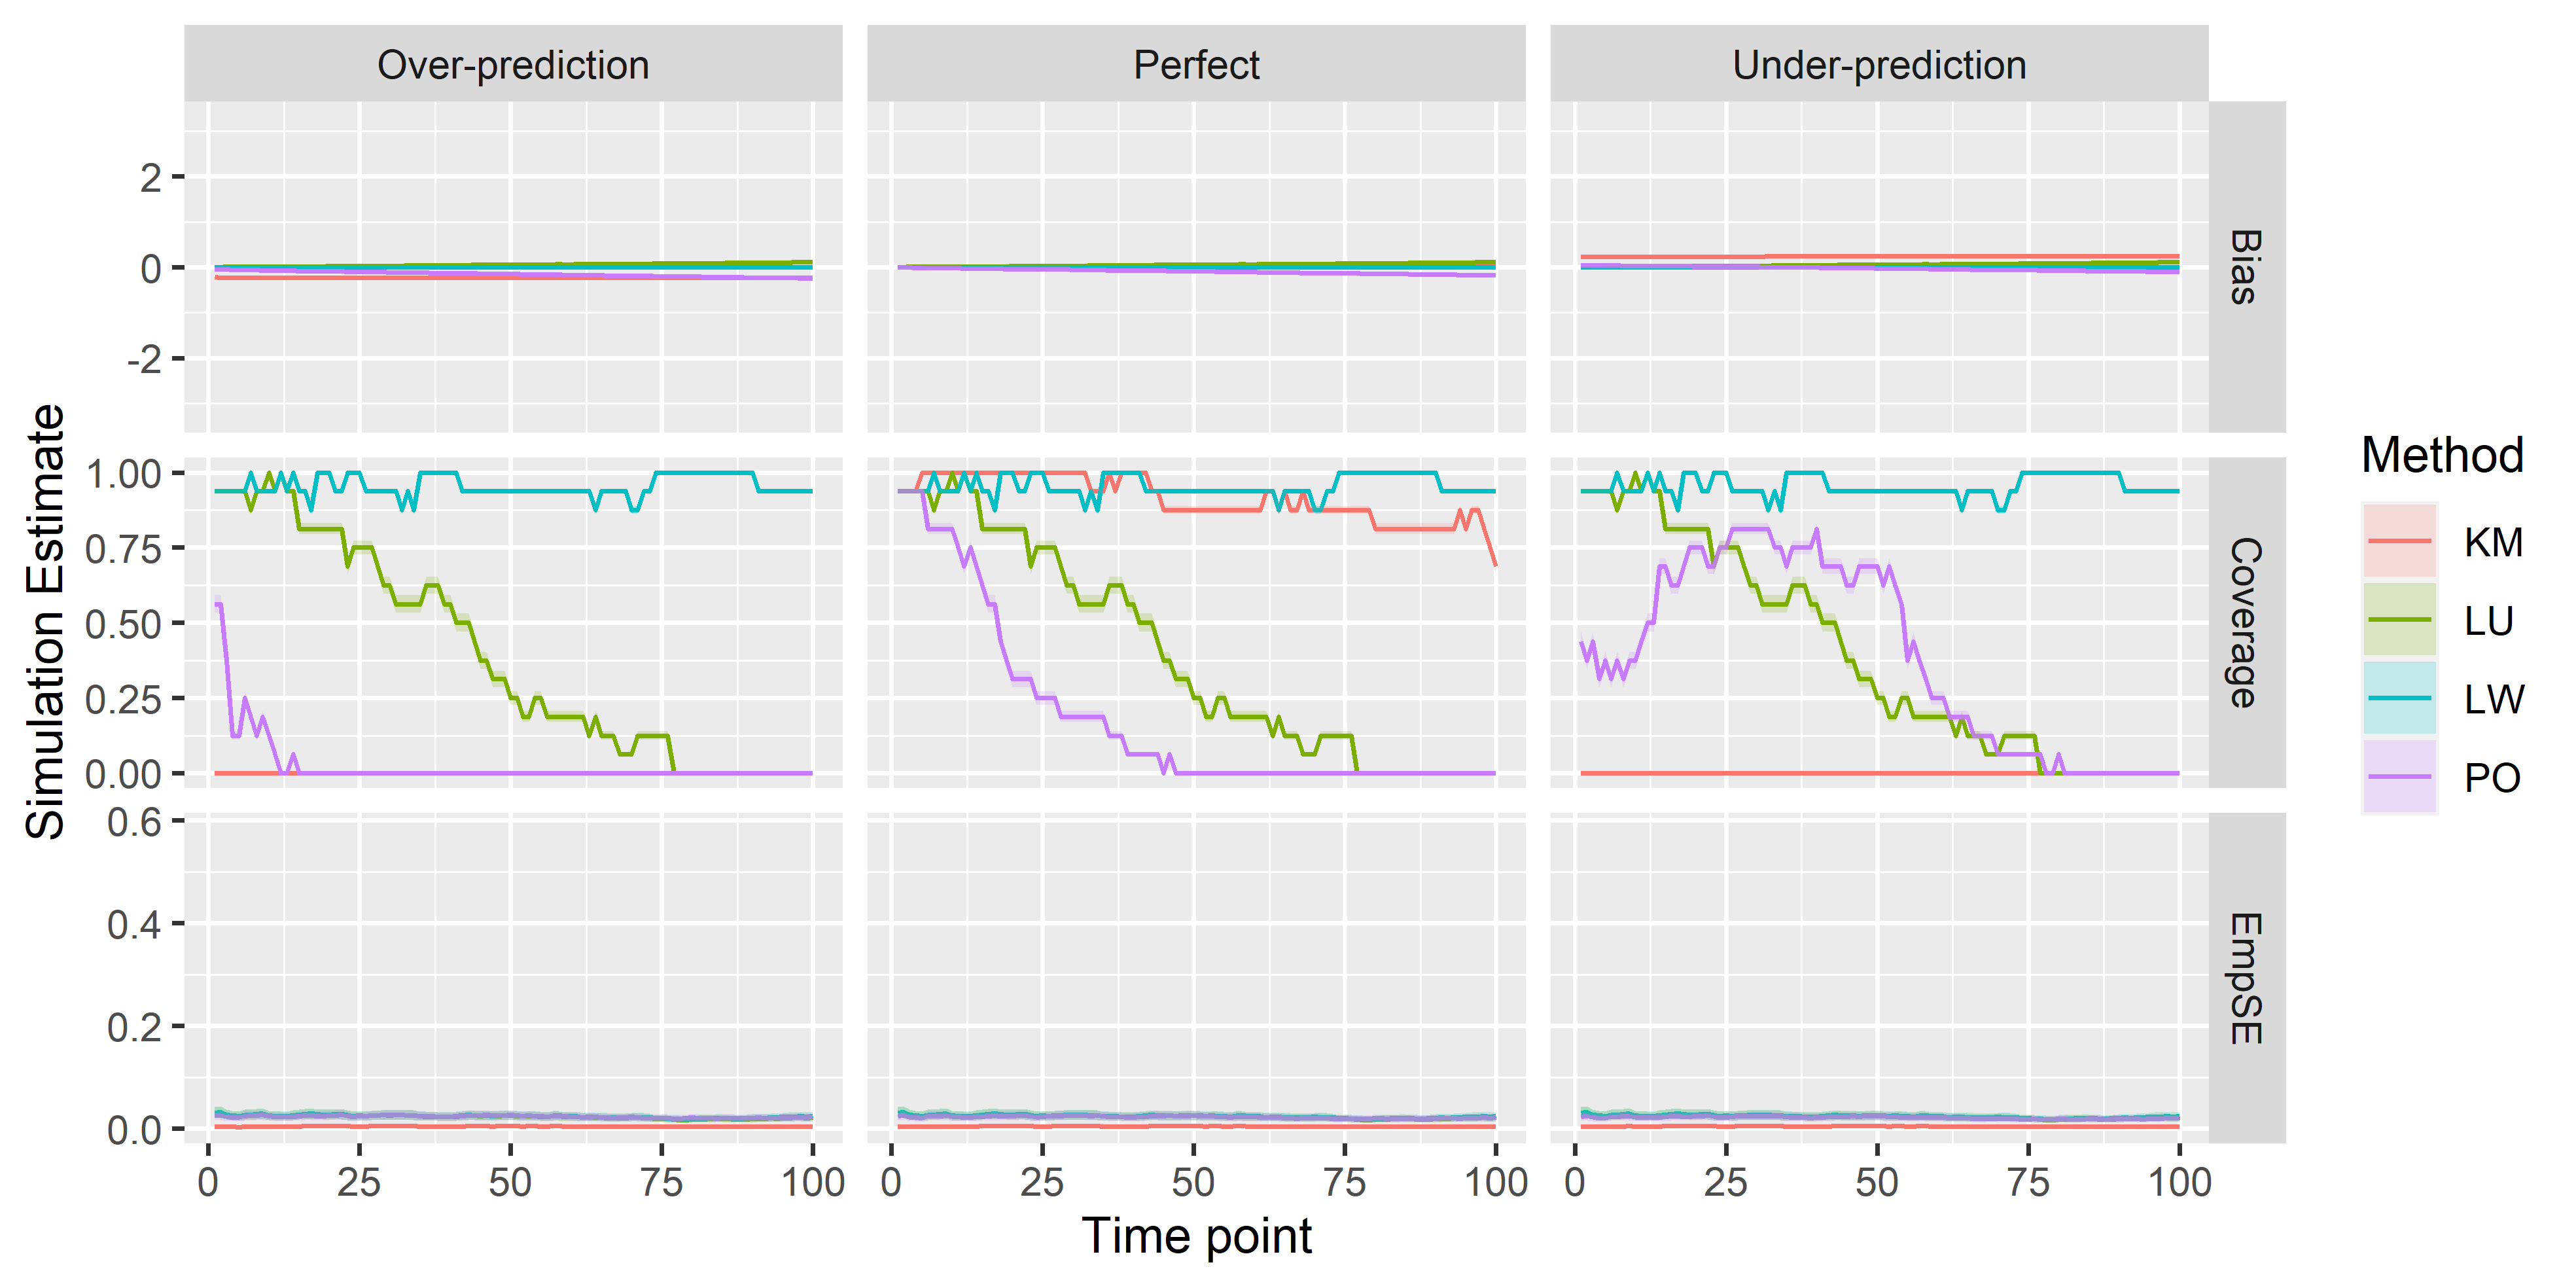 Over-prediction
Perfect
Under-prediction
2
0
-2
Bias
1.00
0.75
0.50
0.25
0.00
Coverage
0.6
0.4
0.2
0.0
EmpSE
0 25 50 75 100
0 25 50 75 100
0 25 50 75 100
Time point
Simulation Estimate
Method
KM
LU
LW
PO